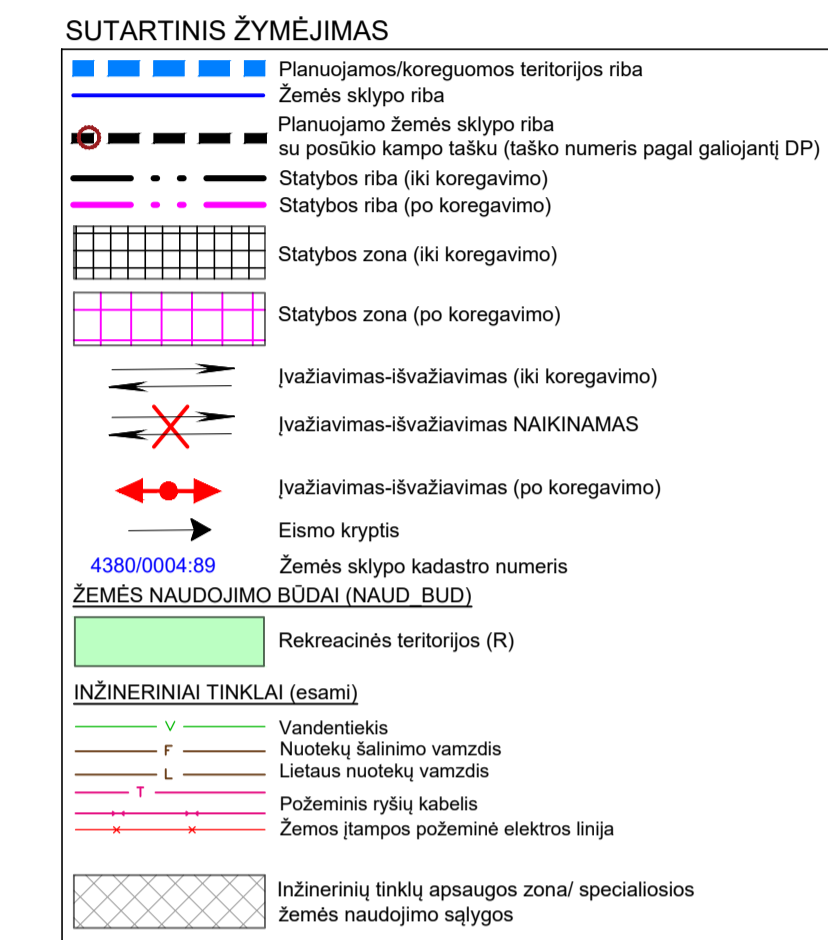 SUTARTINIS ŽYMĖJIMAS
Planuojamos/koreguomos teritorijos riba
Žemės sklypo riba
Planuojamo žemės sklypo riba
su posūkio kampo tašku (taško numeris pagal galiojantį DP)
Statybos riba (iki koregavimo)
Statybos riba (po koregavimo)
Statybos zona (iki koregavimo)
Statybos zona (po koregavimo)
Įvažiavimas-išvažiavimas (iki koregavimo)
Įvažiavimas-išvažiavimas NAIKINAMAS
Įvažiavimas-išvažiavimas (po koregavimo)
Eismo kryptis
4380/0004:89 Žemės sklypo kadastro numeris
ŽEMĖS NAUDOJIMO BŪDAI (NAUD_BUD)
Rekreacinės teritorijos (R)
INŽINERINIAI TINKLAI (esami)
V Vandentiekis
F Nuotekų šalinimo vamzdis
L Lietaus nuotekų vamzdis
T
Požeminis ryšių kabelis
Žemos įtampos požeminė elektros linija
Inžinerinių tinklų apsaugos zona/ specialiosios
žemės naudojimo sąlygos